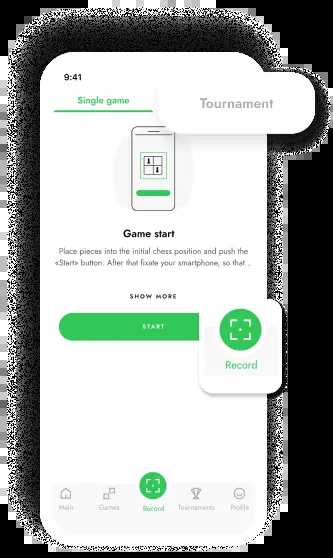 9:41
Single game
Tournament
Game start
Place pieces into the initial chess position and push the
«Start» button. After that fixate your smartphone, so that...
SHOW MORE
START
Record
Main
Games
Record
Tournaments
Profile